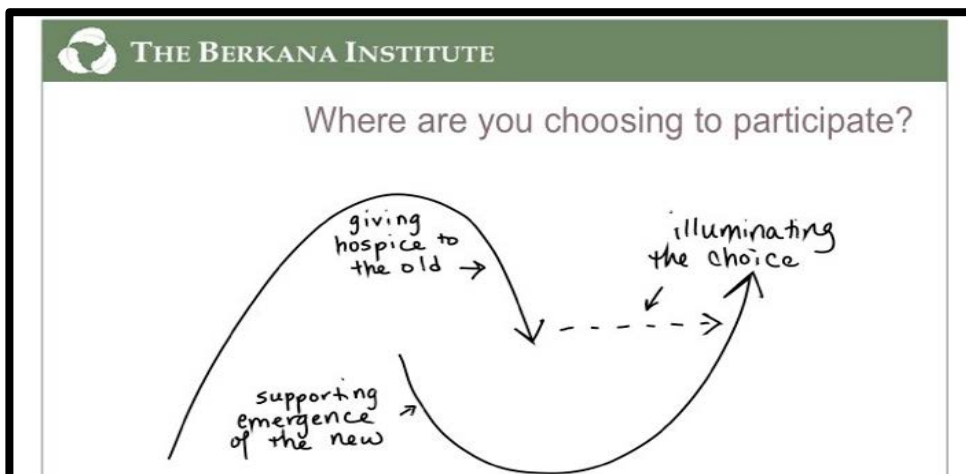 THE BERKANA INSTITUTE
Where are you choosing to participate?
giving
hospice to
the old
illuminating
the choice
supporting
emergence
of the new